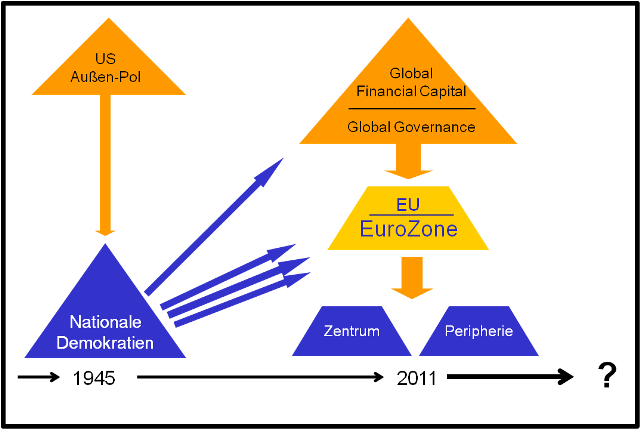 US
Außen-Pol
Global
Financial Capital
Global Governance
EU
EuroZone
Nationale
Demokratien
Zentrum
Peripherie
1945
2011
?